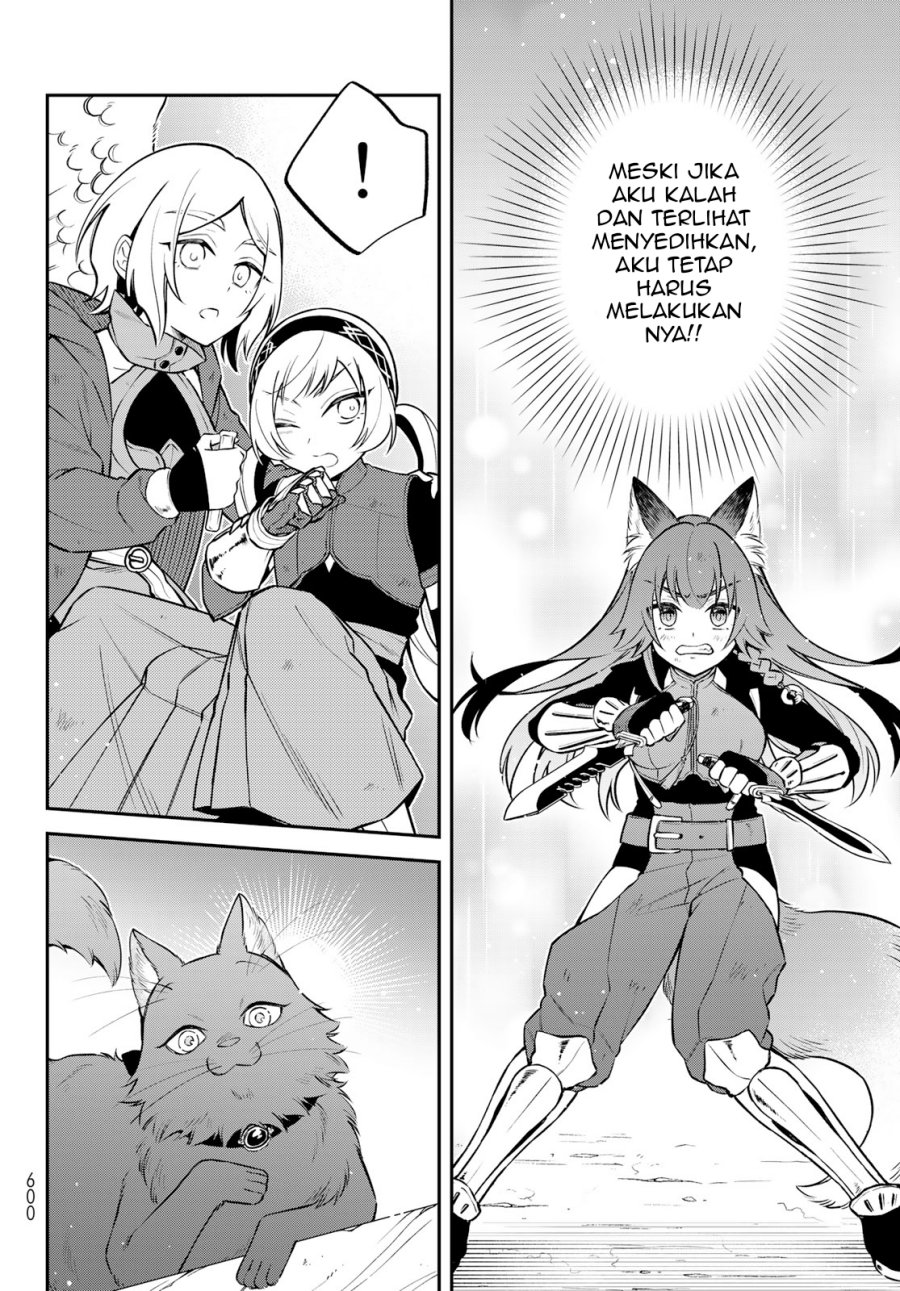 MESKI JIKA
AKU KALAH
DAN TERLIHAT
MENYEDIHKAN,
AKU TETAP
HARUS
MELAKUKAN
NYA!!
!
600